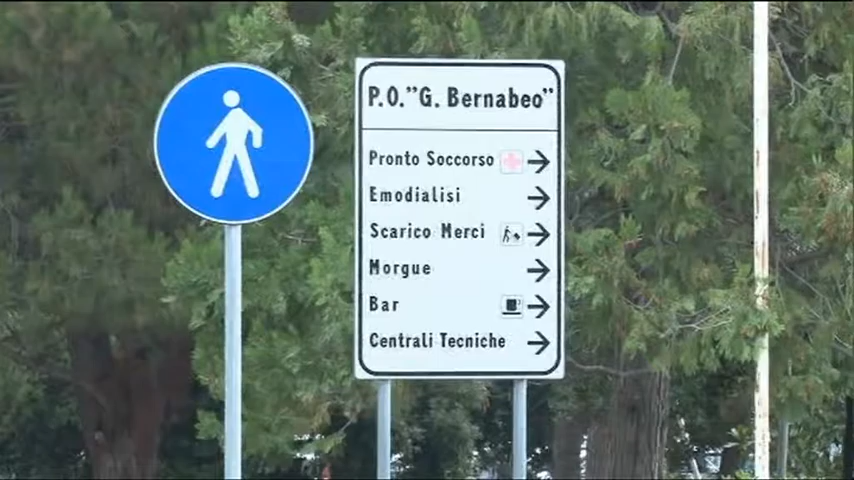 P.O."G. Bernabeo"
Pronto Soccorso
Emodialisi
Scarico Merci
Morgue
Bar
Centrali Tecniche